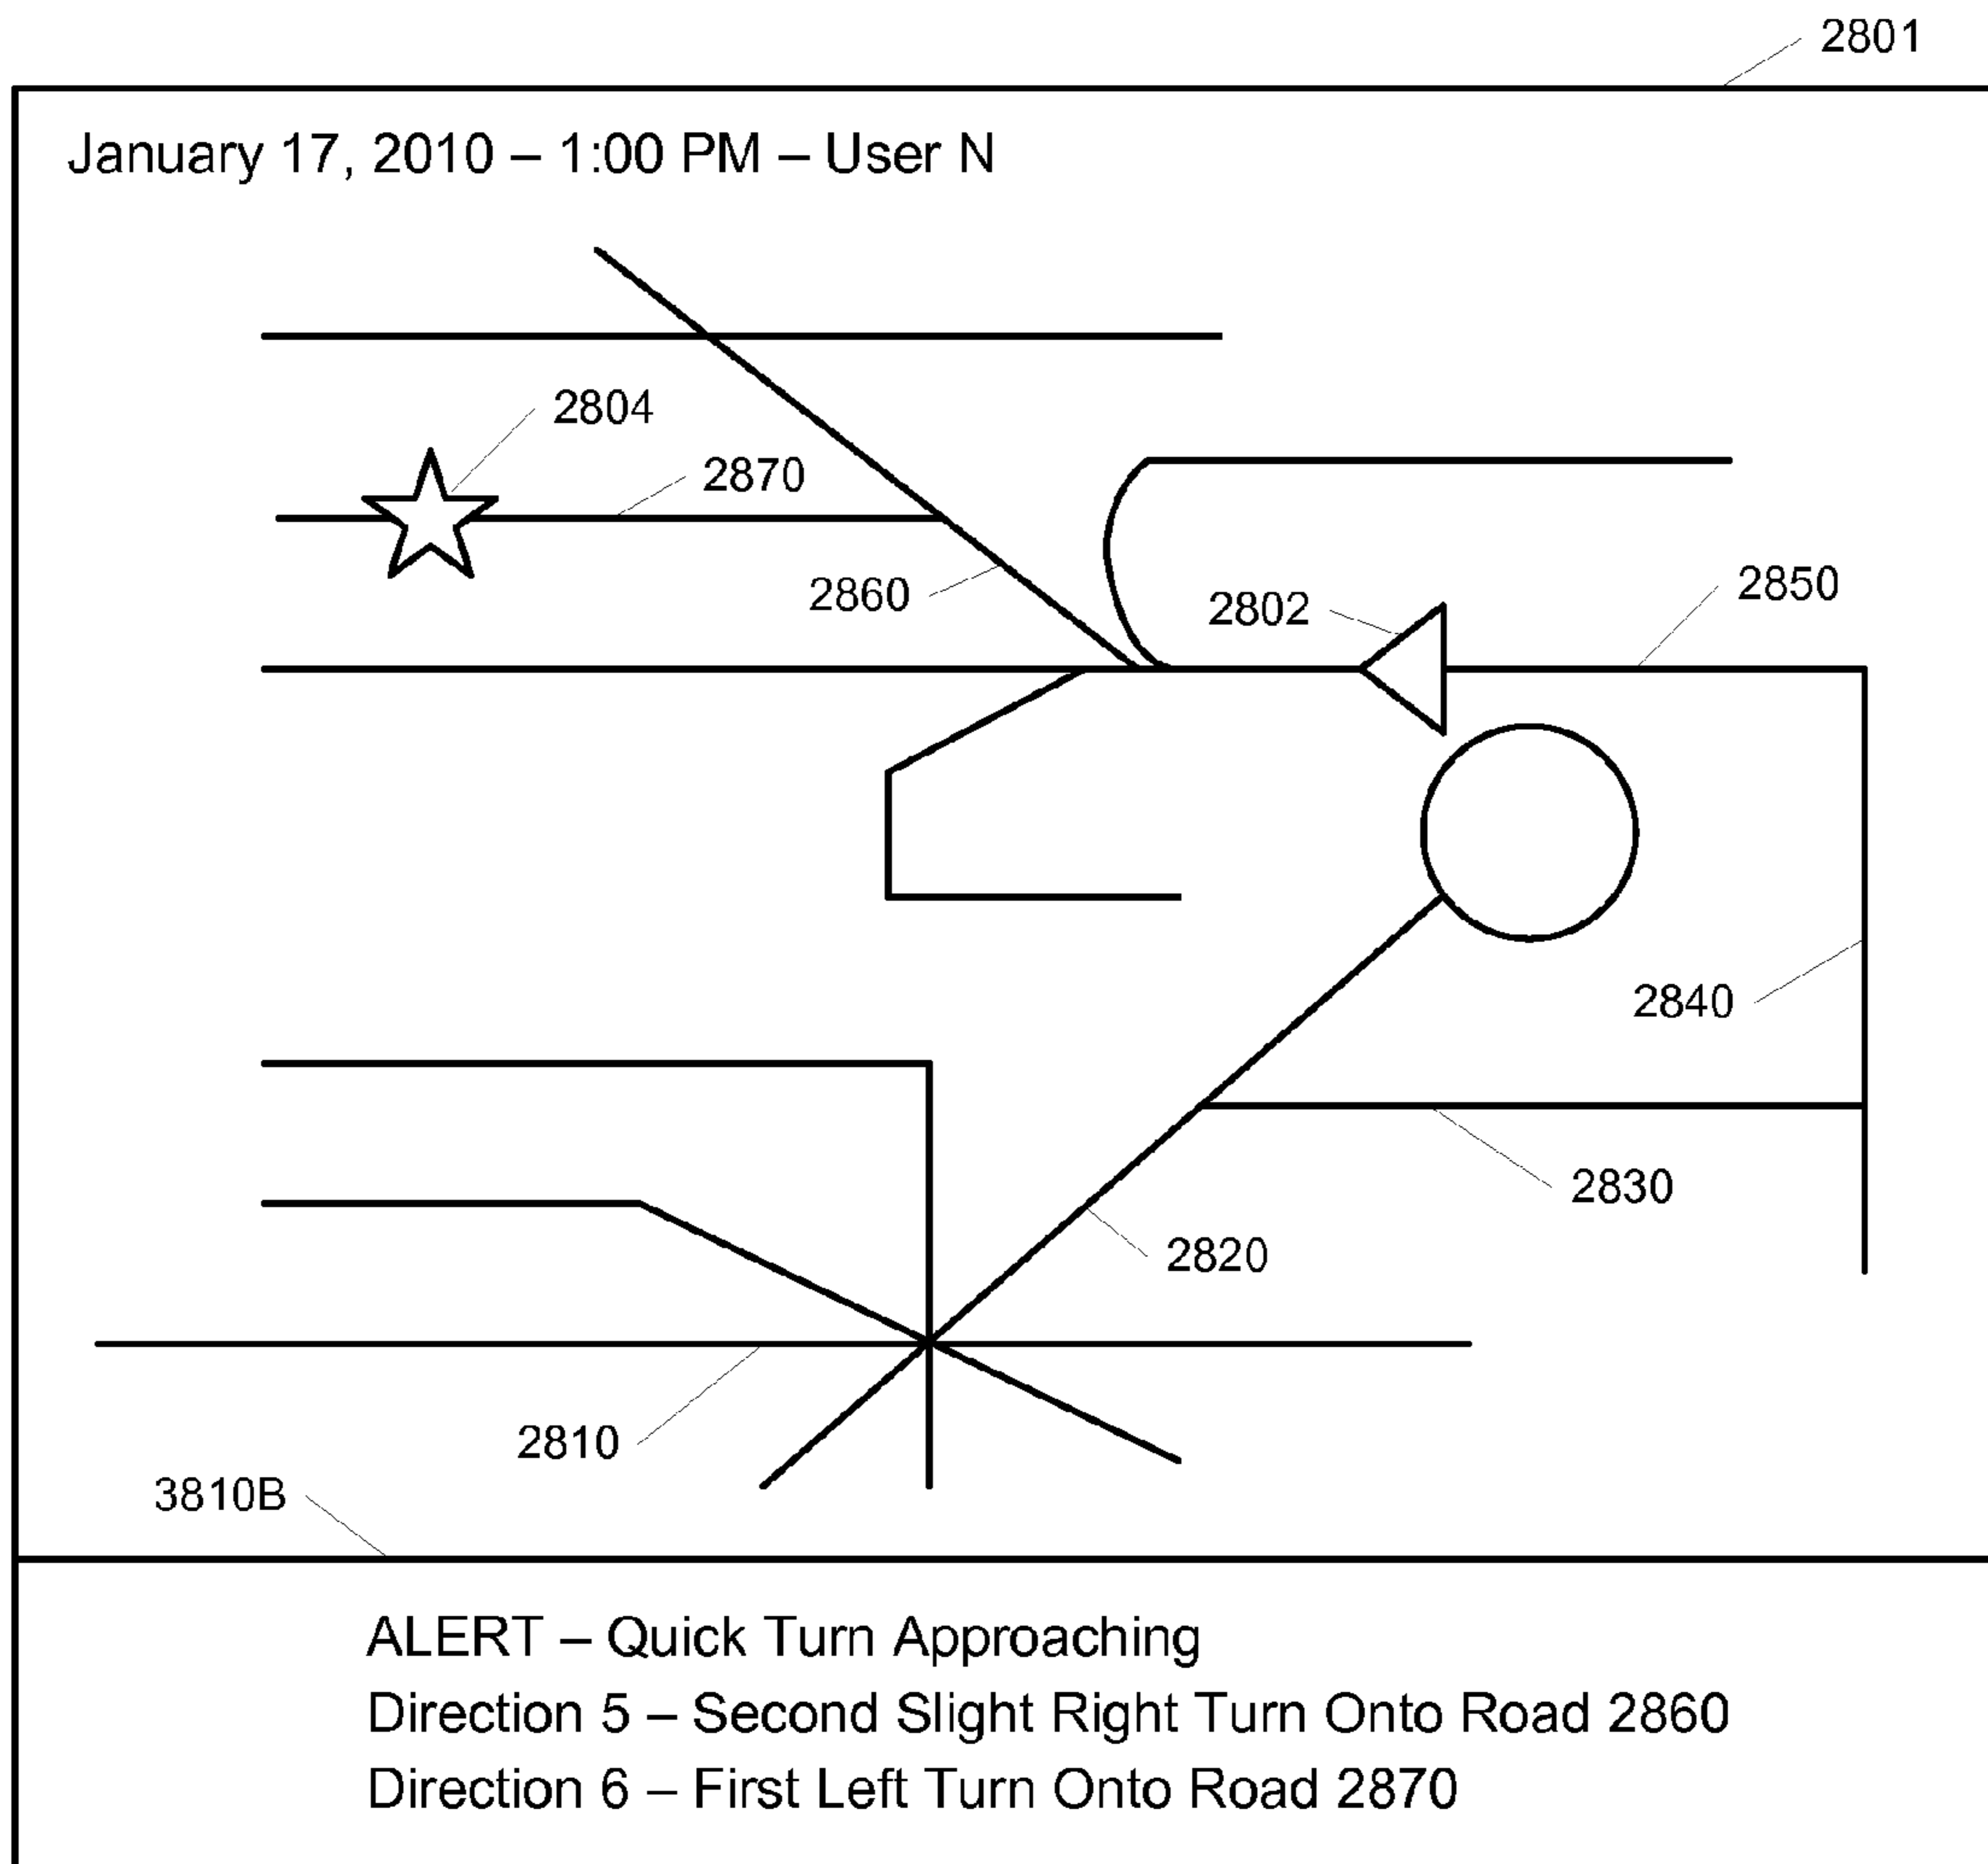 2801
January 17, 2010 – 1:00 PM – User N
2804
2870
2860
2802
2850
2840
2830
2820
2810
3810B
ALERT – Quick Turn Approaching
Direction 5 – Second Slight Right Turn Onto Road 2860
Direction 6 – First Left Turn Onto Road 2870